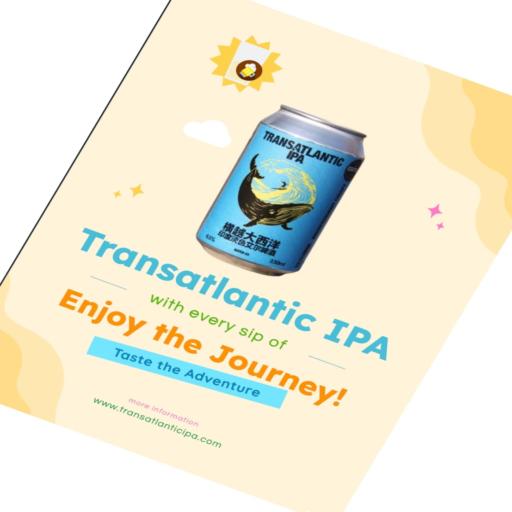 TRANSATLANTIC
IPA
横越大西洋
330ml
Transatlantic IPA
with every sip of
Enjoy the Journey!
Taste the Adventure
more information
www.transatlanticipa.com